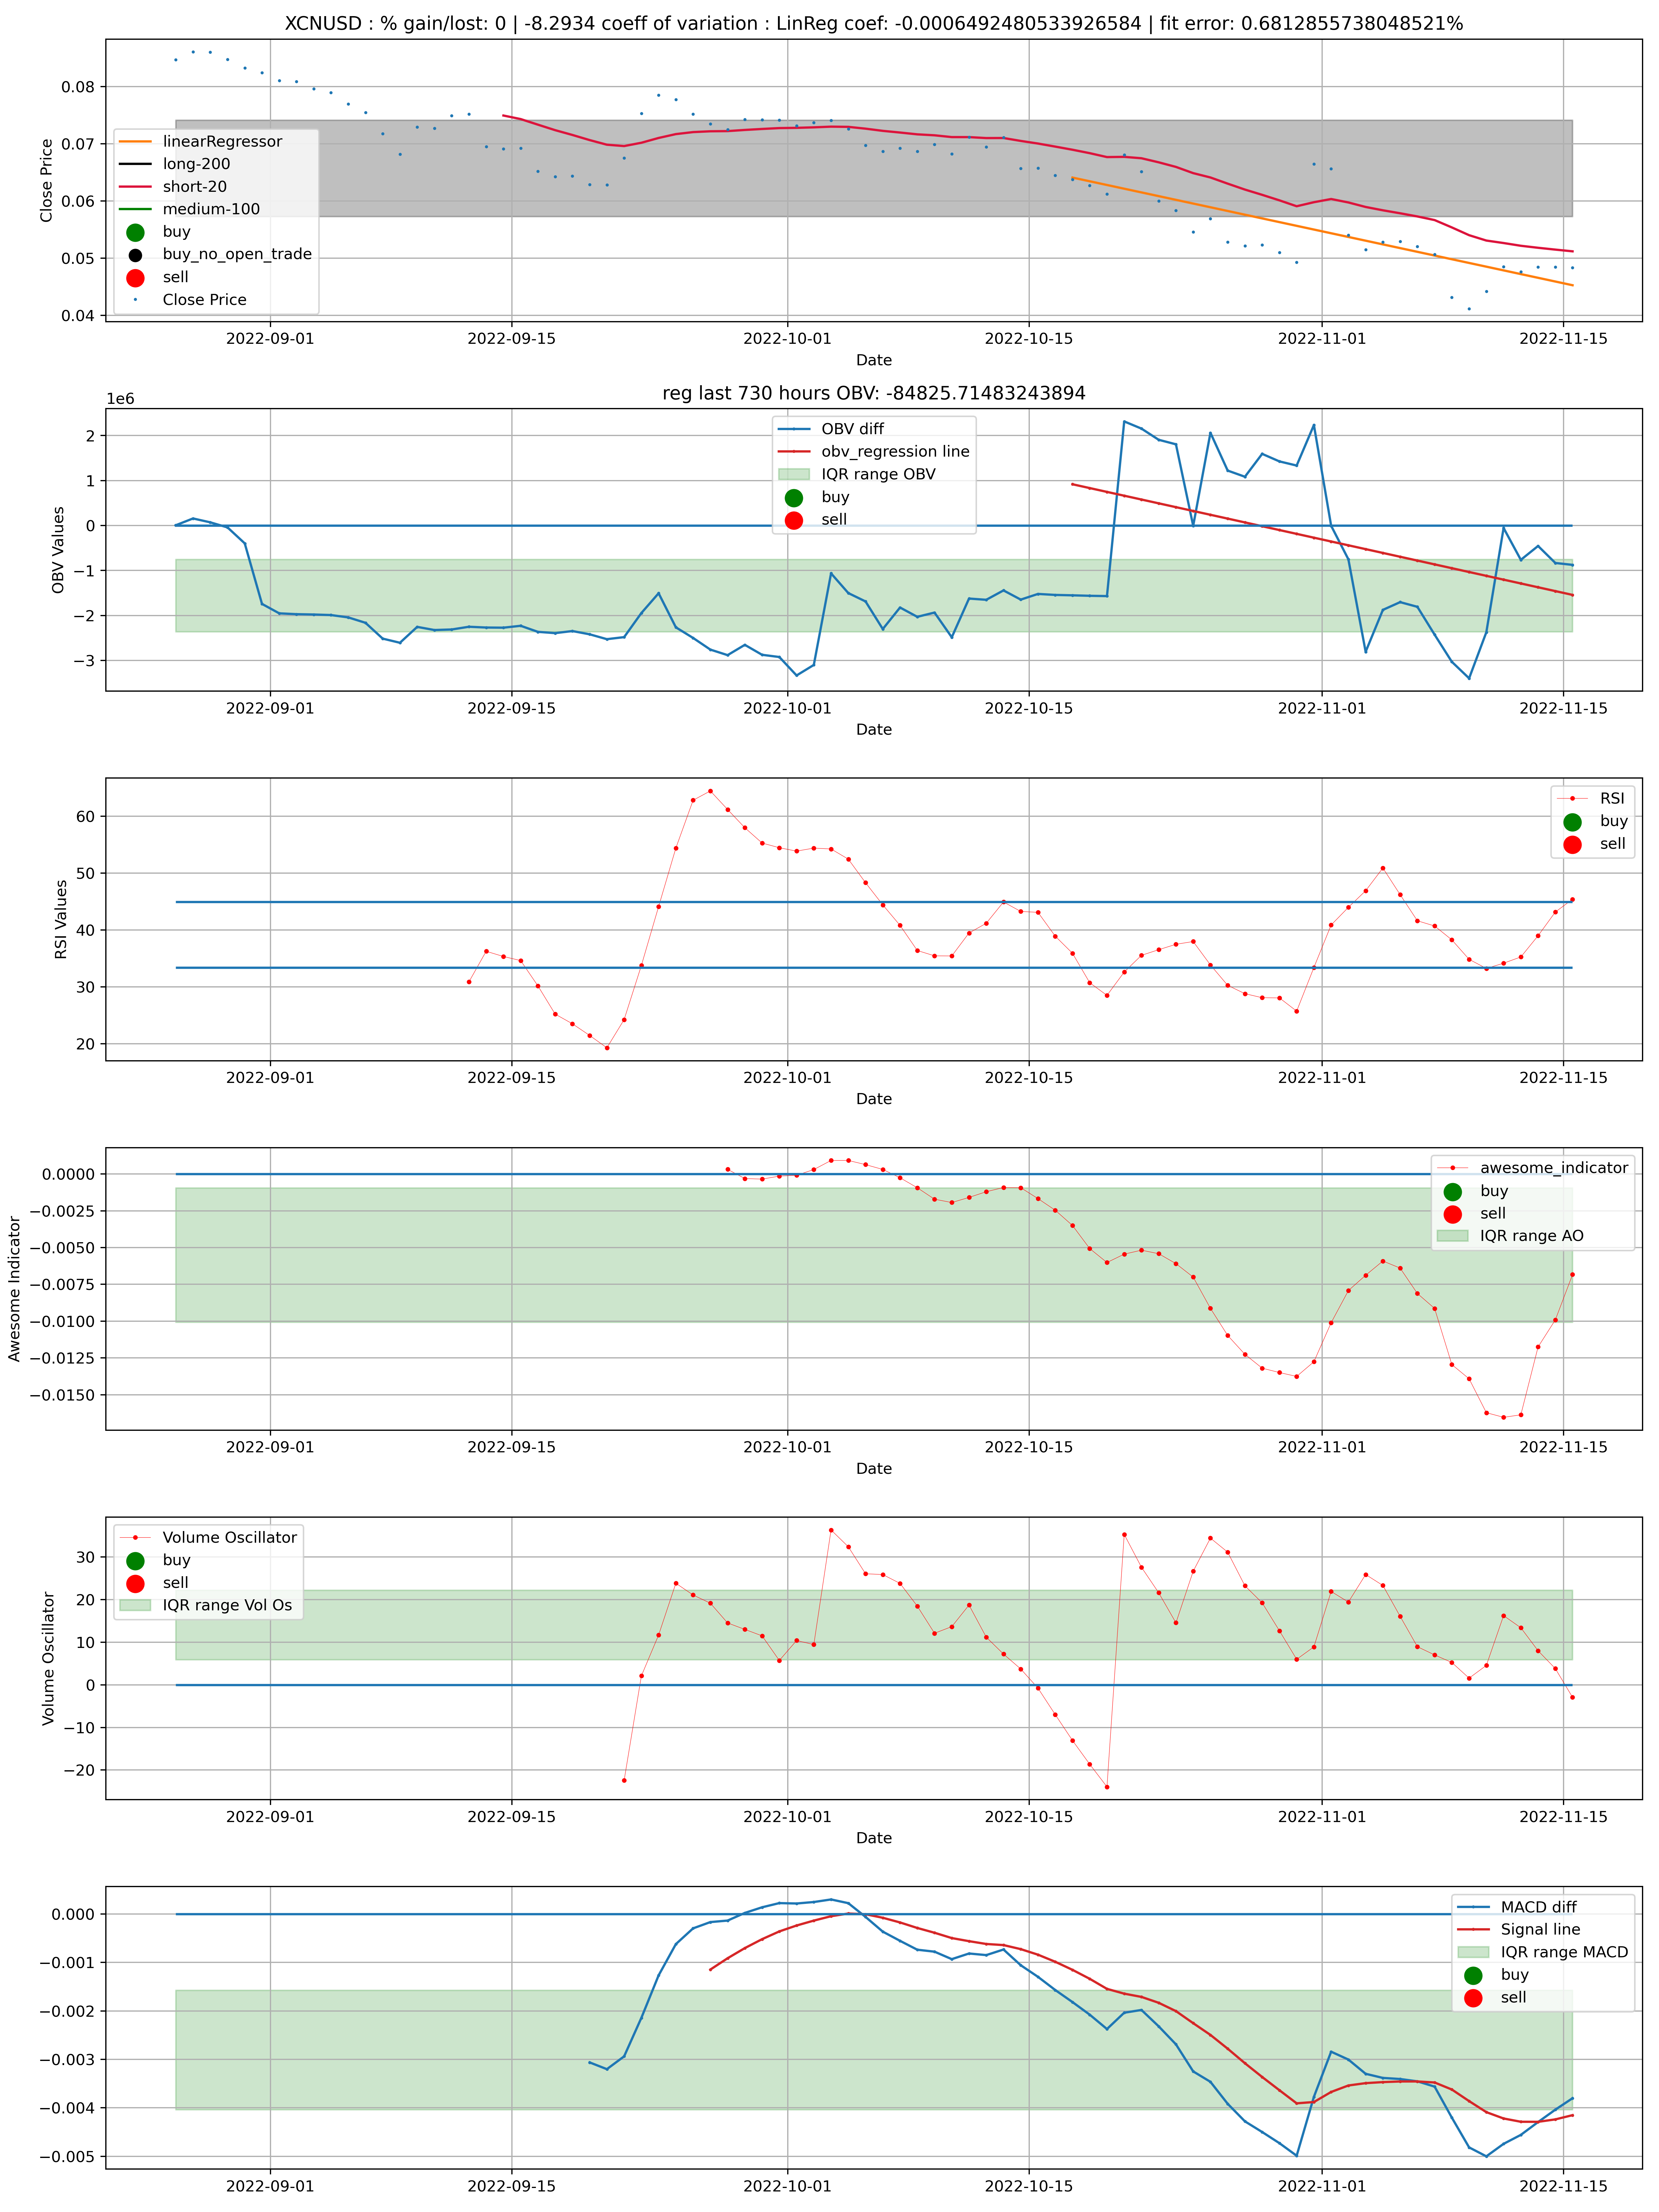 XCNUSD : % gain/lost: 0 | -8.2934 coeff of variation : LinReg coef: -0.0006492480533926584 | fit error: 0.6812855738048521%
Close Price
0.08
0.07
0.06
0.05
0.04
linearRegressor
long-200
short-20
medium-100
buy
buy_no_open_trade
sell
Close Price
2022-09-01
2022-09-15
2022-10-01
2022-10-15
2022-11-01
2022-11-15
Date
reg last 730 hours OBV: -84825.71483243894
1e6
OBV Values
2
1
0
−1
−2
−3
OBV diff
obv_regression line
IQR range OBV
buy
sell
2022-09-01
2022-09-15
2022-10-01
2022-10-15
2022-11-01
2022-11-15
Date
RSI Values
60
50
40
30
20
RSI
buy
sell
2022-09-01
2022-09-15
2022-10-01
2022-10-15
2022-11-01
2022-11-15
Date
Awesome Indicator
0.0000
−0.0025
−0.0050
−0.0075
−0.0100
−0.0125
−0.0150
awesome_indicator
buy
sell
IQR range AO
2022-09-01
2022-09-15
2022-10-01
2022-10-15
2022-11-01
2022-11-15
Date
Volume Oscillator
30
20
10
0
−10
−20
Volume Oscillator
buy
sell
IQR range Vol Os
2022-09-01
2022-09-15
2022-10-01
2022-10-15
2022-11-01
2022-11-15
Date
0.000
−0.001
−0.002
−0.003
−0.004
−0.005
MACD diff
Signal line
IQR range MACD
buy
sell
2022-09-01
2022-09-15
2022-10-01
2022-10-15
2022-11-01
2022-11-15